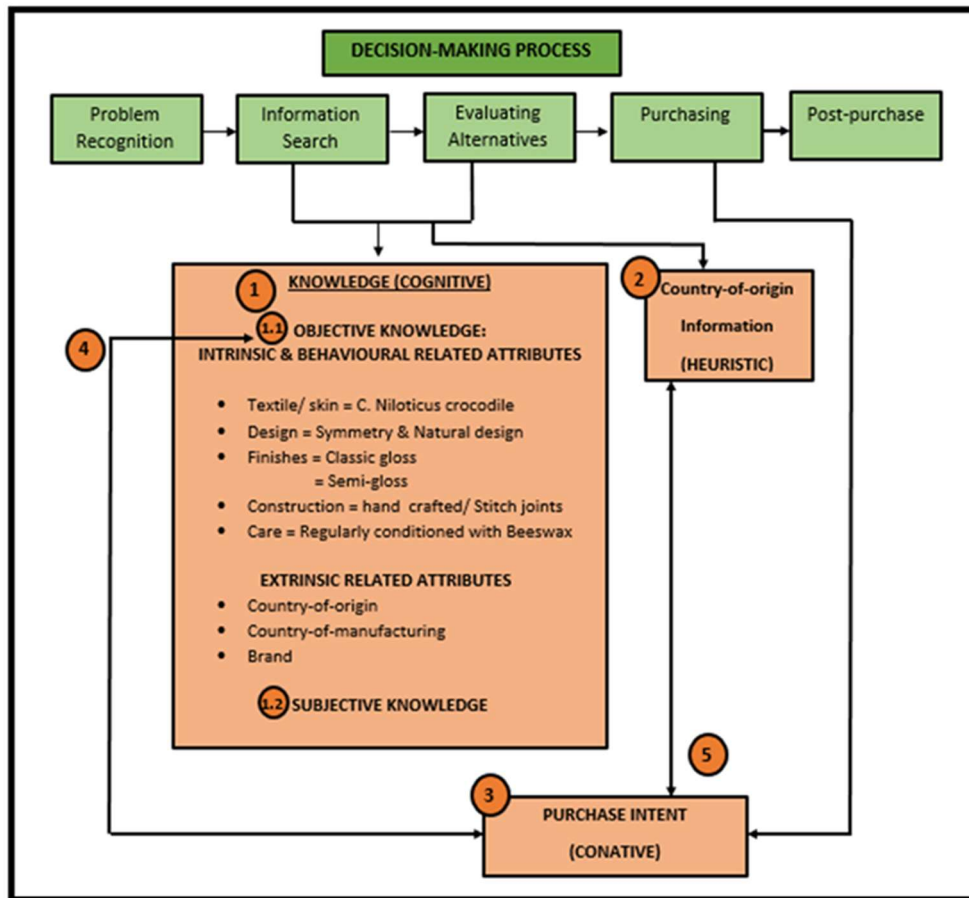 DECISION-MAKING PROCESS
Problem
Recognition
Information
Search
Evaluating
Alternatives
Purchasing
Post-purchase
1
KNOWLEDGE (COGNITIVE)
1.1 OBJECTIVE KNOWLEDGE:
INTRINSIC & BEHAVIOURAL RELATED ATTRIBUTES
• Textile/ skin = C. Niloticus crocodile
• Design = Symmetry & Natural design
• Finishes = Classic gloss
= Semi-gloss
• Construction = hand crafted/ Stitch joints
• Care = Regularly conditioned with Beeswax
EXTRINSIC RELATED ATTRIBUTES
• Country-of-origin
• Country-of-manufacturing
• Brand
1.2 SUBJECTIVE KNOWLEDGE
2
Country-of-origin
Information
(HEURISTIC)
4
5
3
PURCHASE INTENT
(CONATIVE)